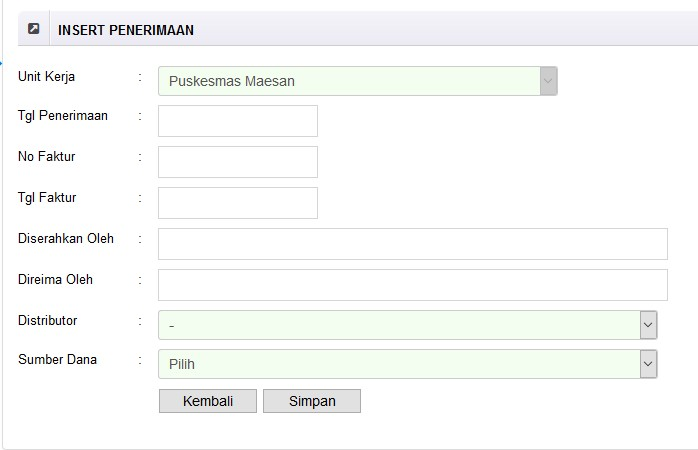 INSERT PENERIMAAN
Unit Kerja : Puskesmas Maesan
Tgl Penerimaan :
No Faktur :
Tgl Faktur :
Diserahkan Oleh :
Direima Oleh :
Distributor : -
Sumber Dana : Pilih
Kembali Simpan